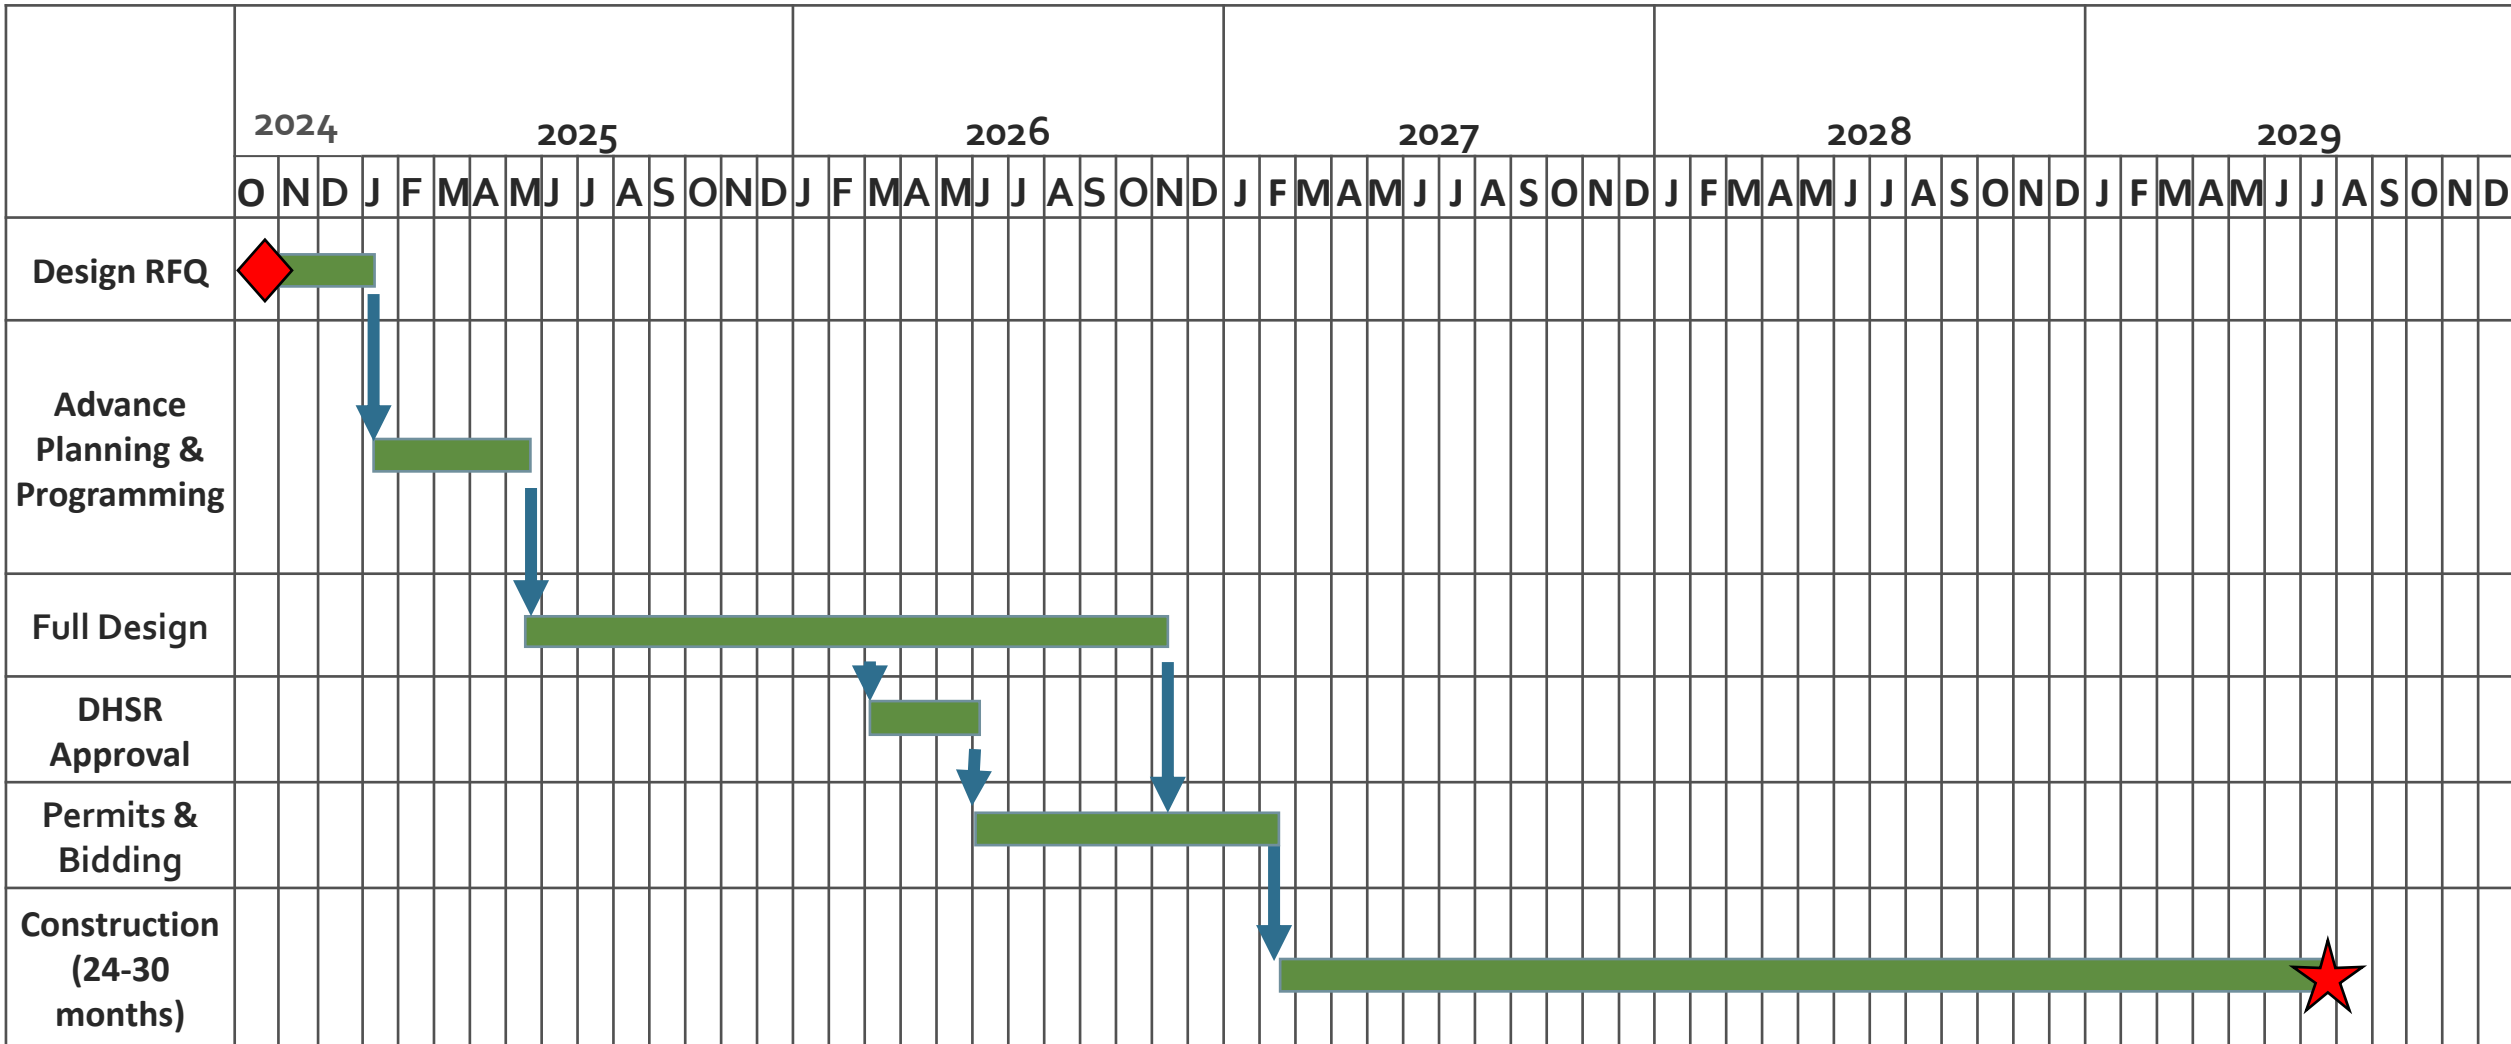 2024 2025 2026 2027 2028 2029
O N D J F M A M J J A S O N D J F M A M J J A S O N D J F M A M J J A S O N D J F M A M J J A S O N D J F M A M J J A S O N D
Design RFQ
Advance
Planning &
Programming
Full Design
DHSR
Approval
Permits &
Bidding
Construction
(24-30
months)